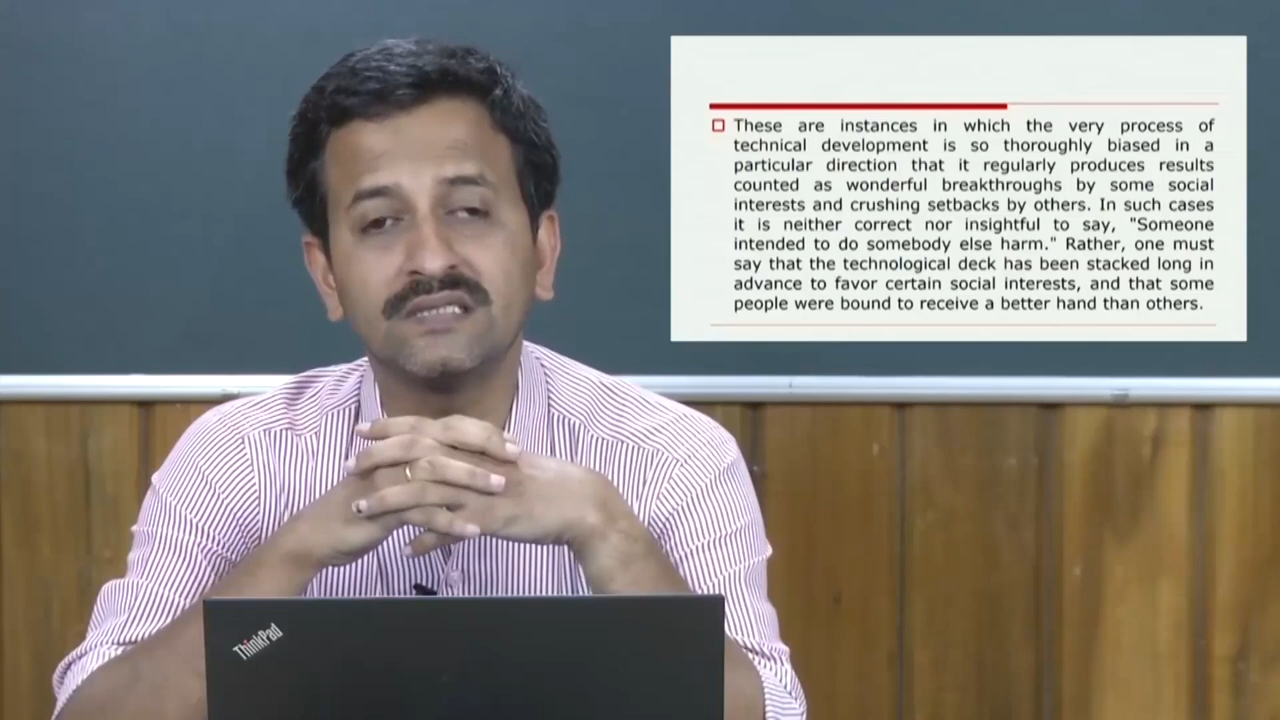 These are instances in which the very process of
technical development is so thoroughly biased in a
particular direction that it regularly produces results
counted as wonderful breakthroughs by some social
interests and crushing setbacks by others. In such cases
it is neither correct nor insightful to say, "Someone
intended to do somebody else harm." Rather, one must
say that the technological deck has been stacked long in
advance to favor certain social interests, and that some
people were bound to receive a better hand than others.
ThinkPad